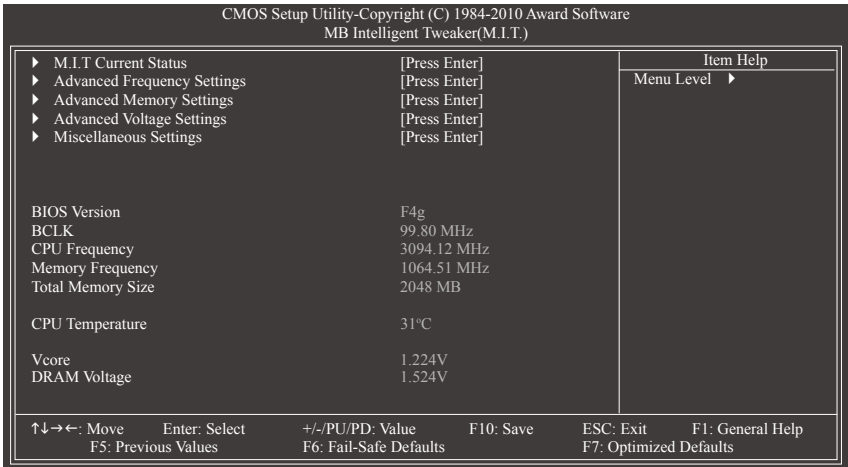 CMOS Setup Utility-Copyright (C) 1984-2010 Award Software
MB Intelligent Tweaker(M.I.T.)
M.I.T Current Status [Press Enter]
Advanced Frequency Settings [Press Enter]
Advanced Memory Settings [Press Enter]
Advanced Voltage Settings [Press Enter]
Miscellaneous Settings [Press Enter]
Item Help
Menu Level
BIOS Version F4g
BCLK 99.80 MHz
CPU Frequency 3094.12 MHz
Memory Frequency 1064.51 MHz
Total Memory Size 2048 MB
CPU Temperature 31°C
Vcore 1.224V
DRAM Voltage 1.524V
↑↓→←: Move Enter: Select +/-/PU/PD: Value F10: Save ESC: Exit F1: General Help
F5: Previous Values F6: Fail-Safe Defaults F7: Optimized Defaults